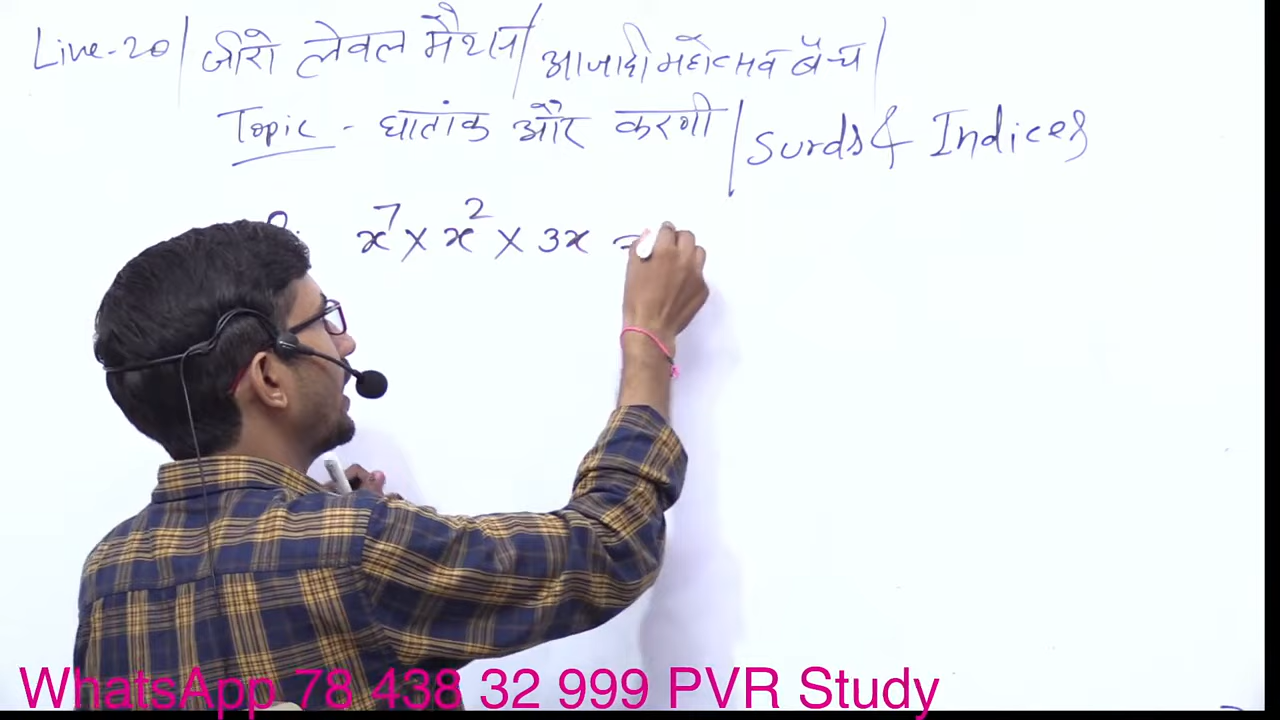 Live-20/ जीरो लेवल मैथ्स/ आजादी महोत्सव बैच/
Topic - घातांक और करणी/ Surds & Indices
x⁷ × x² × 3x =
WhatsApp 78 438 32 999 PVR Study